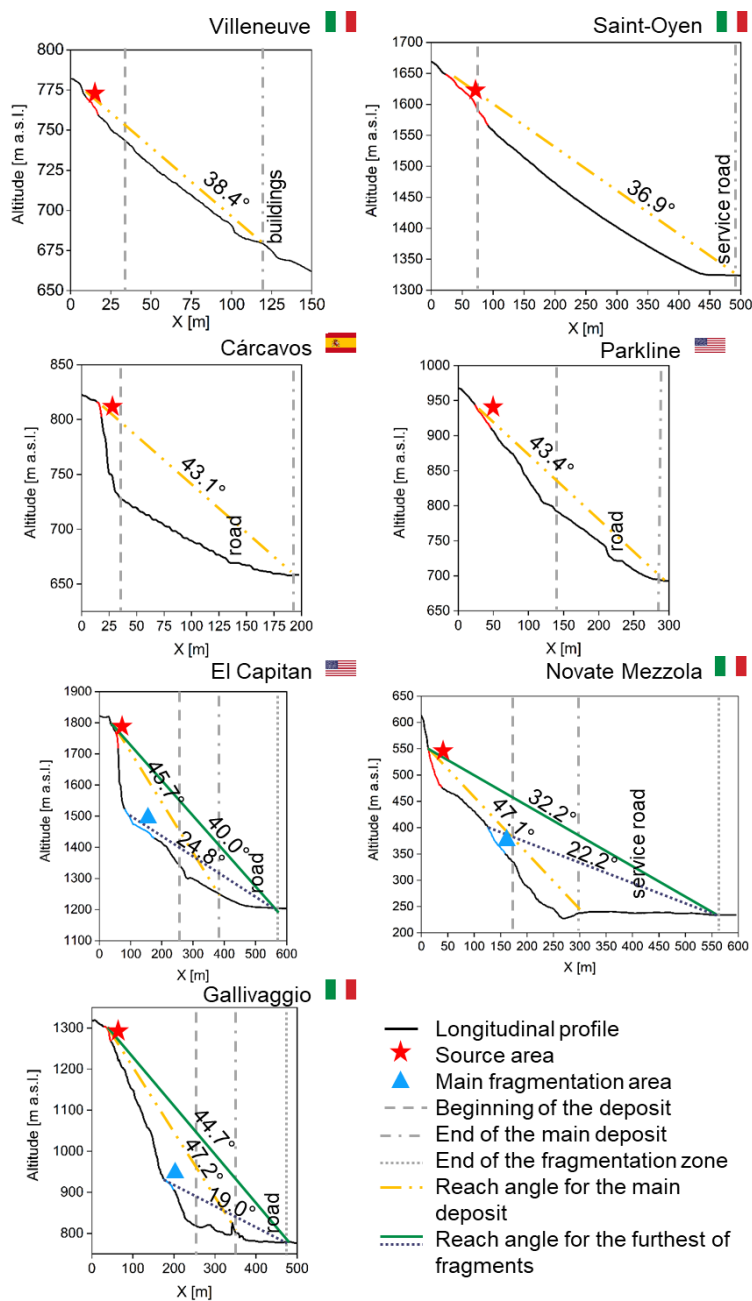 Villeneuve
800
775
750
725
700
675
650
Altitude [m a.s.l.]
38.4°
buildings
0 25 50 75 100 125 150
X [m]
Saint-Oyen
1700
1650
1600
1550
1500
1450
1400
1350
1300
Altitude [m a.s.l.]
36.9°
service road
0 50 100 150 200 250 300 350 400 450 500
X [m]
Cárcavos
850
800
750
700
650
Altitude [m a.s.l.]
43.1°
road
0 25 50 75 100 125 150 175 200
X [m]
Parkline
1000
950
900
850
800
750
700
650
Altitude [m a.s.l.]
43.4°
road
0 50 100 150 200 250 300
X [m]
El Capitan
1900
1800
1700
1600
1500
1400
1300
1200
1100
Altitude [m a.s.l.]
45.7°
24.8°
40.0°
road
0 100 200 300 400 500 600
X [m]
Novate Mezzola
650
600
550
500
450
400
350
300
250
200
Altitude [m a.s.l.]
32.2°
47.1°
22.2°
service road
0 50 100 150 200 250 300 350 400 450 500 550 600
X [m]
Gallivaggio
1300
1200
1100
1000
900
800
Altitude [m a.s.l.]
44.7°
47.2°
19.0°
road
0 100 200 300 400 500
X [m]
Longitudinal profile
Source area
Main fragmentation area
Beginning of the deposit
End of the main deposit
End of the fragmentation zone
Reach angle for the main
deposit
Reach angle for the furthest of
fragments